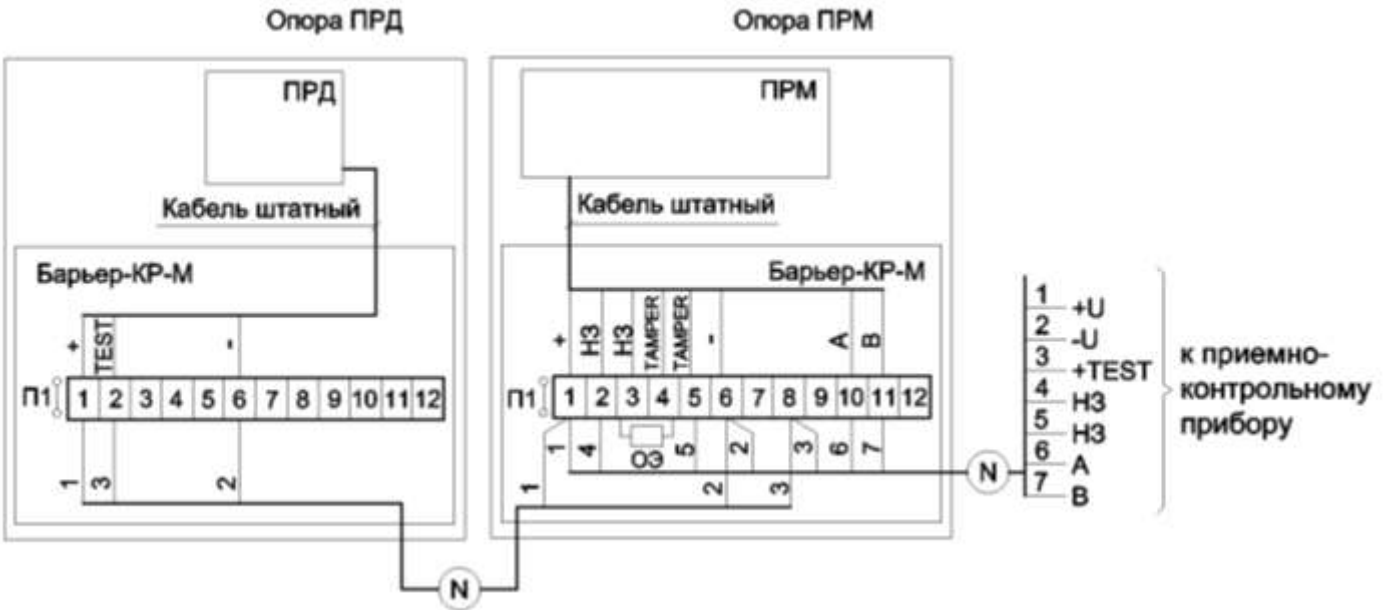 Опора ПРД
Опора ПРМ
ПРД
ПРМ
Кабель штатный
Кабель штатный
Барьер-КР-М
Барьер-КР-М
+
TEST
-
+
НЗ
НЗ
TAMPER
TAMPER
-
A
B
П1
1 2 3 4 5 6 7 8 9 10 11 12
П1
1 2 3 4 5 6 7 8 9 10 11 12
1
3
2
1
1
4
ОЭ
5
2
2
3
3
6
7
N
N
1 +U
2 -U
3 +TEST
4 НЗ
5 НЗ
6 A
7 B
к приемно-
контрольному
прибору